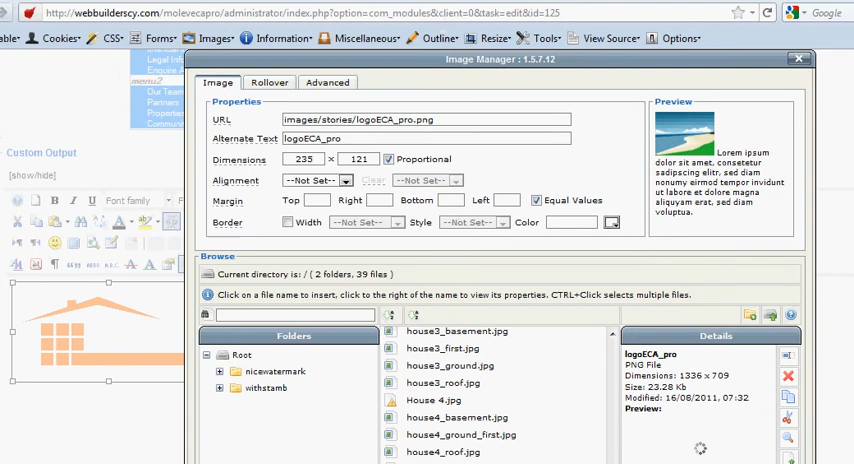 http://webbuilderscy.com/molevecapro/administrator/index.php?option=com_modules&client=0&task=edit&id=125
Google
able Cookies CSS Forms Images Information Miscellaneous Outline Resize Tools View Source Options
Image Manager : 1.5.7.12
Legal Inf
Enquire A
menu2
Our Team
Partners
Properties
Communi
Custom Output
[show/hide]
Font family
Image Rollover Advanced
Properties
URL images/stories/logoECA_pro.png
Alternate Text logoECA_pro
Dimensions 235 x 121 Proportional
Alignment --Not Set-- Clear --Not Set--
Margin Top Right Bottom Left Equal Values
Border Width --Not Set-- Style --Not Set-- Color
Preview
Lorem ipsum
dolor sit amet, consetetur
sadipscing elitr, sed diam
nonumy eirmod tempor invidunt
ut labore et dolore magna
aliquyam erat, sed diam
voluptua.
Browse
Current directory is: / ( 2 folders, 39 files )
Click on a file name to insert, click to the right of the name to view its properties. CTRL+Click selects multiple files.
Folders
Root
nicewatermark
withstamb
house3_basement.jpg
house3_first.jpg
house3_ground.jpg
house3_roof.jpg
House 4.jpg
house4_basement.jpg
house4_ground_first.jpg
house4_roof.jpg
Details
logoECA_pro
PNG File
Dimensions: 1336 x 709
Size: 23.28 Kb
Modified: 16/08/2011, 07:32
Preview: